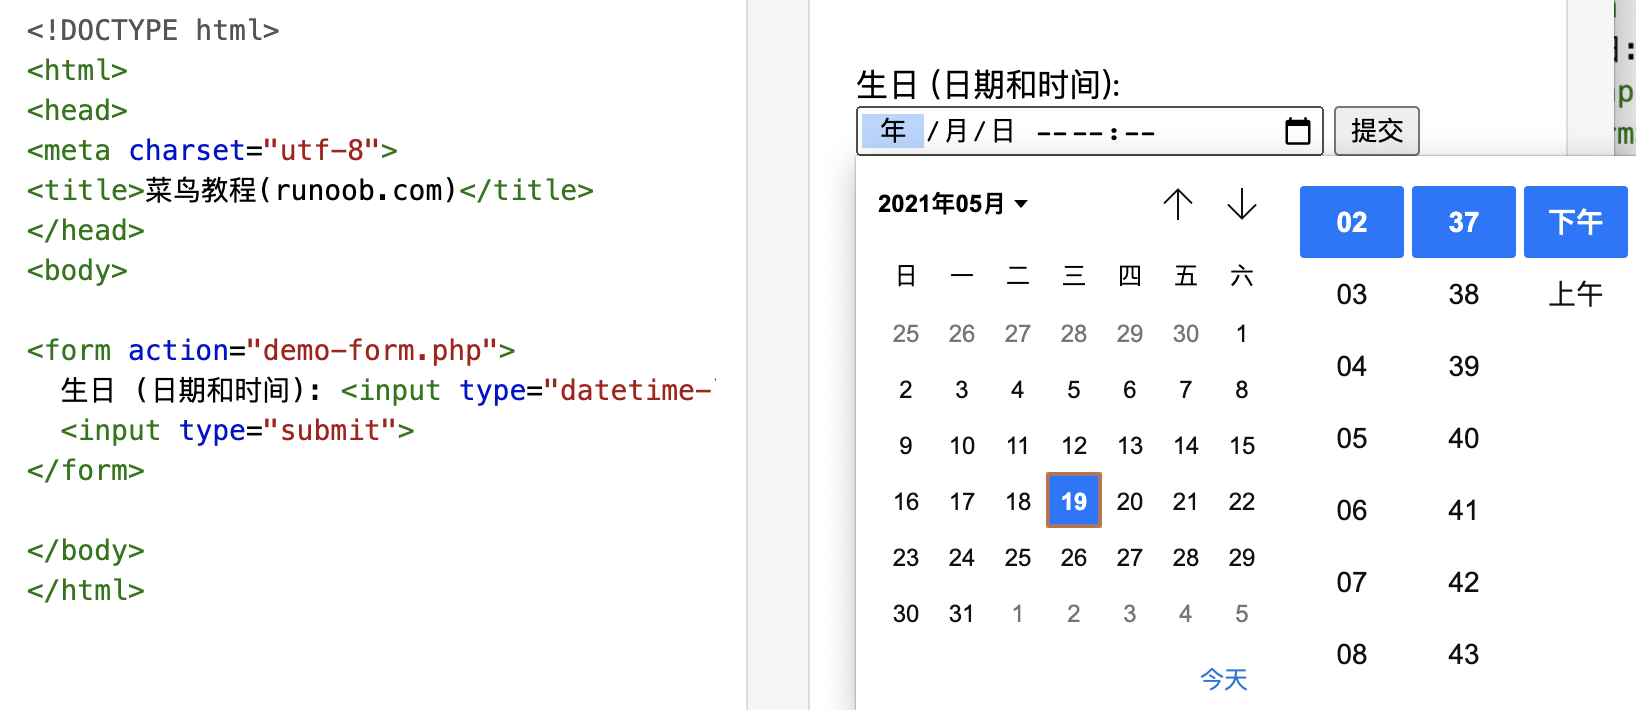 <!DOCTYPE html>
<html>
<head>
<meta charset="utf-8">
<title>菜鸟教程(runoob.com)</title>
</head>
<body>
<form action="demo-form.php">
生日 (日期和时间): <input type="datetime-
<input type="submit">
</form>
</body>
</html>
生日 (日期和时间):
年/月/日 ----:-- 提交
2021年05月
日 一 二 三 四 五 六
25 26 27 28 29 30 1
2 3 4 5 6 7 8
9 10 11 12 13 14 15
16 17 18 19 20 21 22
23 24 25 26 27 28 29
30 31 1 2 3 4 5
今天
02 37 下午
03 38 上午
04 39
05 40
06 41
07 42
08 43